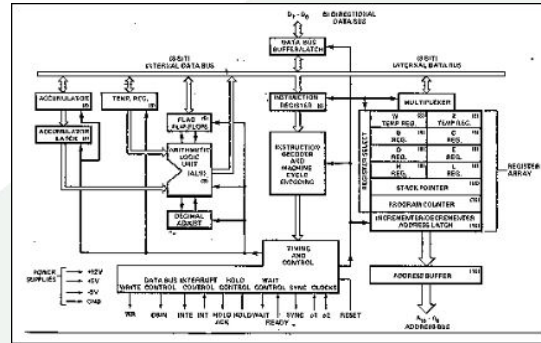 D7 - D0 BI-DIRECTIONAL
DATA BUS
DATA BUS
BUFFER/LATCH
(8-BIT)
INTERNAL DATA BUS
(8-BIT)
INTERNAL DATA BUS
ACCUMULATOR
TEMP. REG.
INSTRUCTION
REGISTER
MULTIPLEXER
ACCUMULATOR
LATCH
FLAG
FLIP-FLOPS
ARITHMETIC
LOGIC
UNIT
DECIMAL
ADJUST
INSTRUCTION
DECODER
AND
MACHINE
CYCLE
ENCODING
REGISTER SELECT
W
TEMP REG.
Z
TEMP REG.
B
REG.
C
REG.
D
REG.
E
REG.
H
REG.
L
REG.
STACK POINTER
PROGRAM COUNTER
INCREMENTER/DECREMENTER
ADDRESS LATCH
REGISTER
ARRAY
TIMING
AND
CONTROL
POWER
SUPPLIES
+12V
+5V
-5V
GND
DATA BUS INTERRUPT HOLD WAIT
WRITE CONTROL CONTROL CONTROL CONTROL SYNC CLOCKS
WR DBIN INTE INT HOLD HOLD WAIT SYNC
ACK READY RESET
ADDRESS BUFFER
ADDRESS BUS